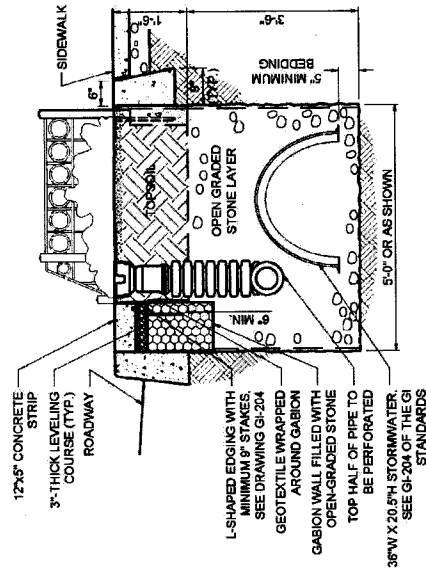 SIDEWALK
1'-6"
3'-6"
6"
8"
(TYP.)
5" MINIMUM
BEDDING
TOPSOIL
OPEN GRADED
STONE LAYER
6" MIN.
5'-0" OR AS SHOWN
12"x5" CONCRETE
STRIP
3"-THICK LEVELING
COURSE (TYP.)
ROADWAY
L-SHAPED EDGING WITH
MINIMUM 9" STAKES,
SEE DRAWING GI-204
GEOTEXTILE WRAPPED
AROUND GABION
GABION WALL FILLED WITH
OPEN-GRADED STONE
TOP HALF OF PIPE TO
BE PERFORATED
36"W X 20.5"H STORMWATER.
SEE GI-204 OF THE GI
STANDARDS